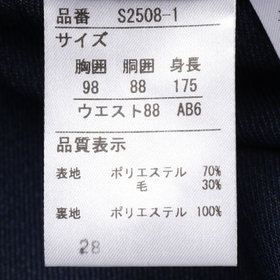 品番 S2508-1
サイズ
胸囲 胴囲 身長
98 88 175
ウエスト88 AB6
品質表示
表地 ポリエステル 70%
毛 30%
裏地 ポリエステル 100%
28